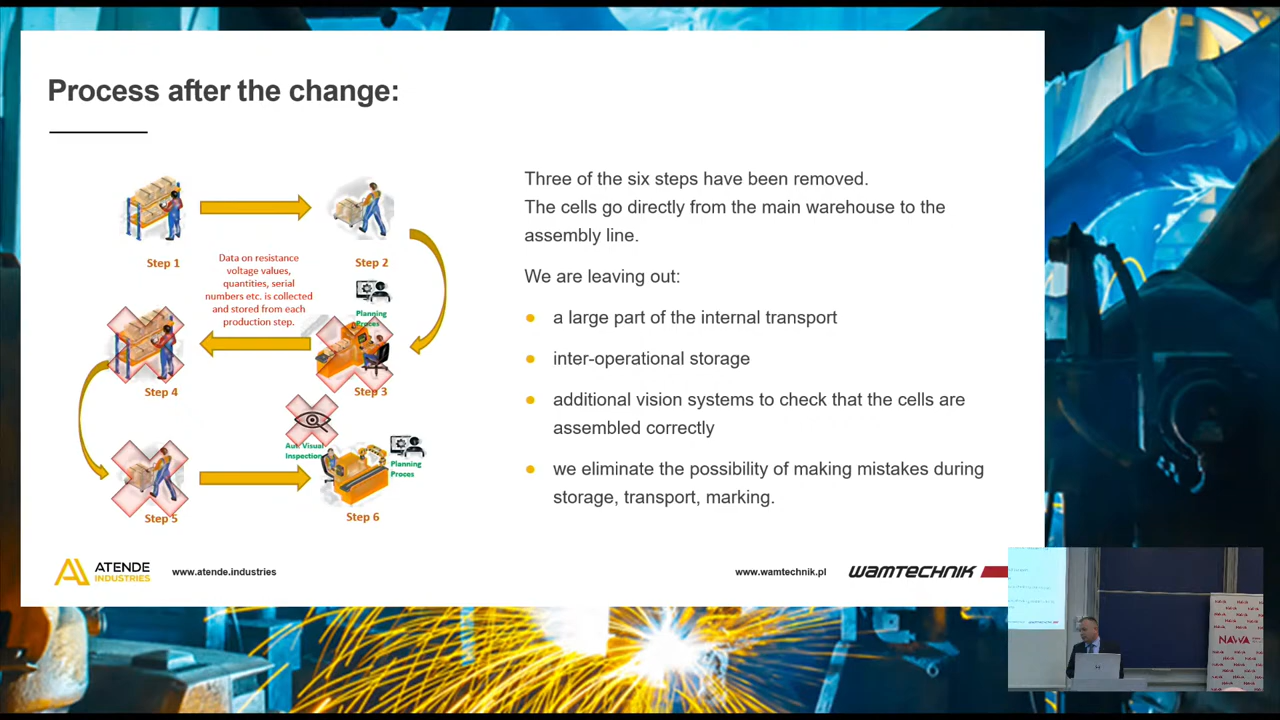 Process after the change:
Step 1
Step 2
Data on resistance
voltage values,
quantities, serial
numbers etc. is collected
and stored from each
production step.
Planning
Proces
Step 4
Step 3
Aut. Visual
Inspection
Planning
Proces
Step 5
Step 6
Three of the six steps have been removed.
The cells go directly from the main warehouse to the
assembly line.
We are leaving out:
● a large part of the internal transport
● inter-operational storage
● additional vision systems to check that the cells are
assembled correctly
● we eliminate the possibility of making mistakes during
storage, transport, marking.
ATENDE
INDUSTRIES
www.atende.industries
www.wamtechnik.pl
WAMTECHNIK
NAWA